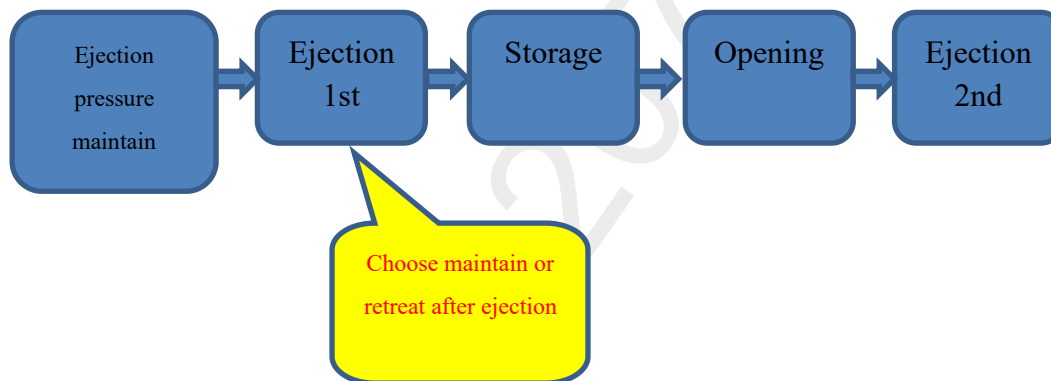 Ejection
pressure
maintain
Ejection
1st
Storage
Opening
Ejection
2nd
Choose maintain or
retreat after ejection